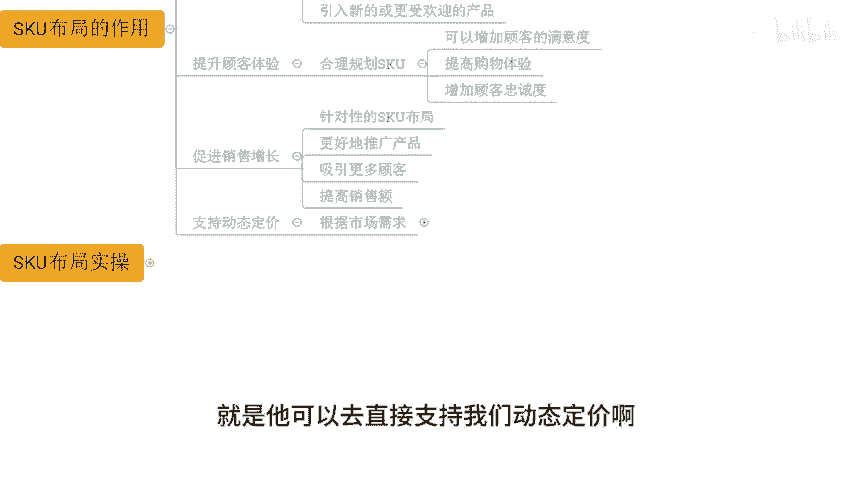 引入新的或更受欢迎的产品
SKU布局的作用
可以增加顾客的满意度
提升顾客体验
合理规划SKU
提高购物体验
增加顾客忠诚度
针对性的SKU布局
更好地推广产品
促进销售增长
吸引更多顾客
提高销售额
支持动态定价
根据市场需求
SKU布局实操
就是他可以去直接支持我们动态定价啊